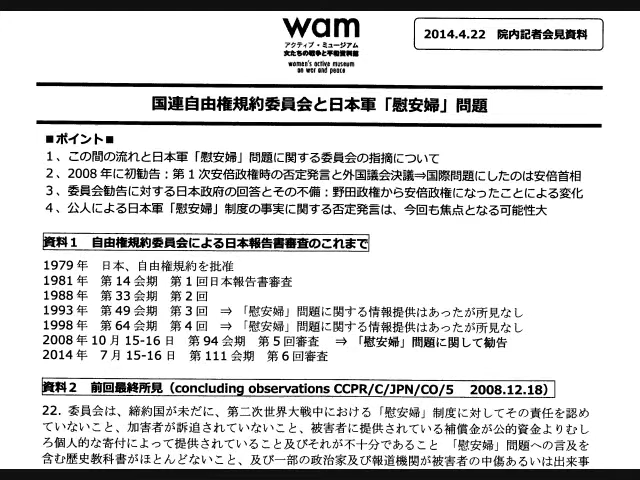 wam
アクティブ・ミュージアム
女たちの戦争と平和資料館
women's active museum
on war and peace
2014.4.22 院内記者会見資料
国連自由権規約委員会と日本軍「慰安婦」問題
■ポイント■
1、この間の流れと日本軍「慰安婦」問題に関する委員会の指摘について
2、2008年に初勧告：第1次安倍政権時の否定発言と外国議会決議⇒国際問題にしたのは安倍首相
3、委員会勧告に対する日本政府の回答とその不備：野田政権から安倍政権になったことによる変化
4、公人による日本軍「慰安婦」制度の事実に関する否定発言は、今回も焦点となる可能性大
資料1 自由権規約委員会による日本報告書審査のこれまで
1979年 日本、自由権規約を批准
1981年 第14会期 第1回日本報告書審査
1988年 第33会期 第2回
1993年 第49会期 第3回 ⇒「慰安婦」問題に関する情報提供はあったが所見なし
1998年 第64会期 第4回 ⇒「慰安婦」問題に関する情報提供はあったが所見なし
2008年10月15-16日 第94会期 第5回審査 ⇒「慰安婦」問題に関して勧告
2014年 7月15-16日 第111会期 第6回審査
資料2 前回最終所見（concluding observations CCPR/C/JPN/CO/5 2008.12.18）
22. 委員会は、締約国が未だに、第二次世界大戦中における「慰安婦」制度に対してその責任を認め
ていないこと、加害者が訴追されていないこと、被害者に提供されている補償金が公的資金よりむし
ろ個人的な寄付によって提供されていること及びそれが不十分であること 「慰安婦」問題への言及を
含む歴史教科書がほとんどないこと、及び一部の政治家及び報道機関が被害者の中傷あるいは出来事